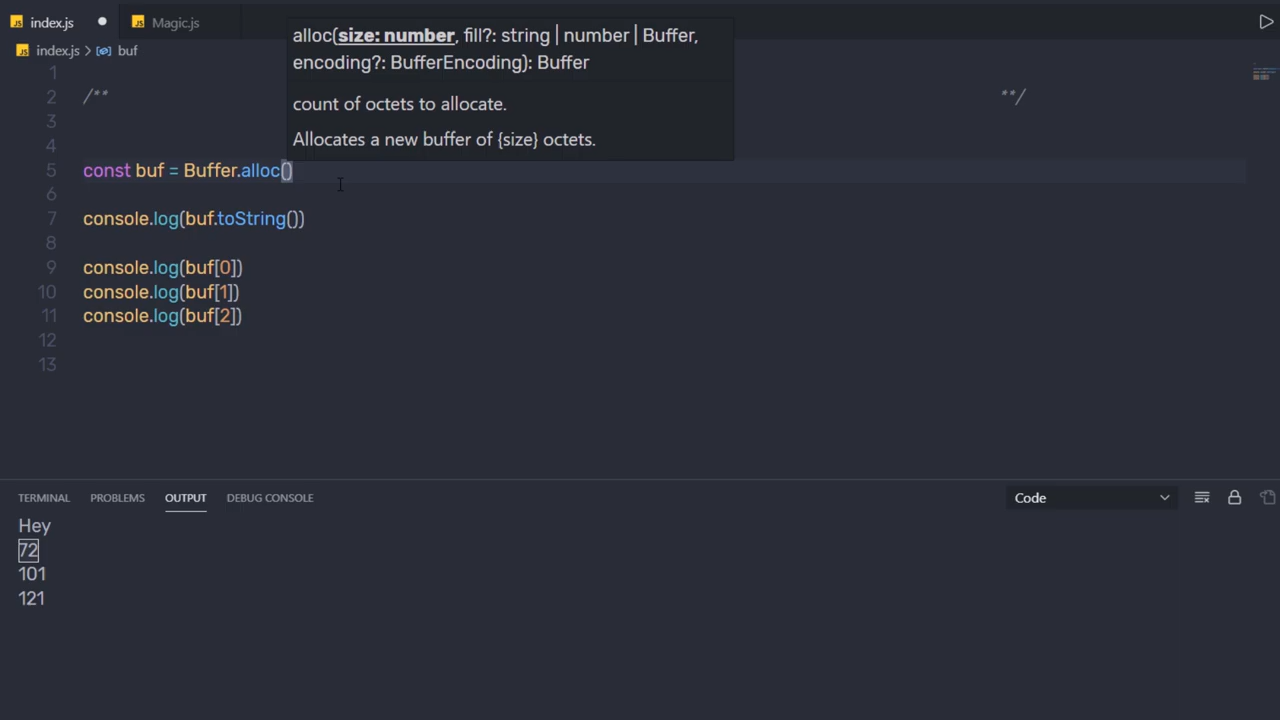 JS index.js ● JS Magic.js
JS index.js > buf
alloc(size: number, fill?: string | number | Buffer,
encoding?: BufferEncoding): Buffer
count of octets to allocate.
Allocates a new buffer of {size} octets.
1
2 /** **/
3
4
5 const buf = Buffer.alloc()
6
7 console.log(buf.toString())
8
9 console.log(buf[0])
10 console.log(buf[1])
11 console.log(buf[2])
12
13
TERMINAL PROBLEMS OUTPUT DEBUG CONSOLE Code
Hey
72
101
121